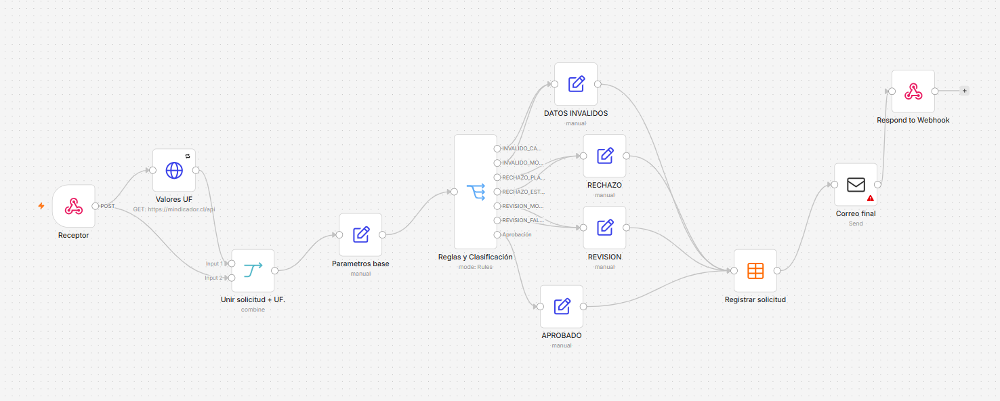 DATOS INVALIDOS
manual
Respond to Webhook
INVALIDO_CA...
INVALIDO_MO...
RECHAZO_PLA...
RECHAZO_EST...
REVISION_MO...
REVISION_FAL...
Aprobación
RECHAZO
manual
Valores UF
GET: https://mindicador.cl/api
POST
Receptor
Correo final
Send
Parametros base
manual
Reglas y Clasificación
mode: Rules
REVISION
manual
Input 1
Input 2
Unir solicitud + UF.
combine
Registrar solicitud
APROBADO
manual